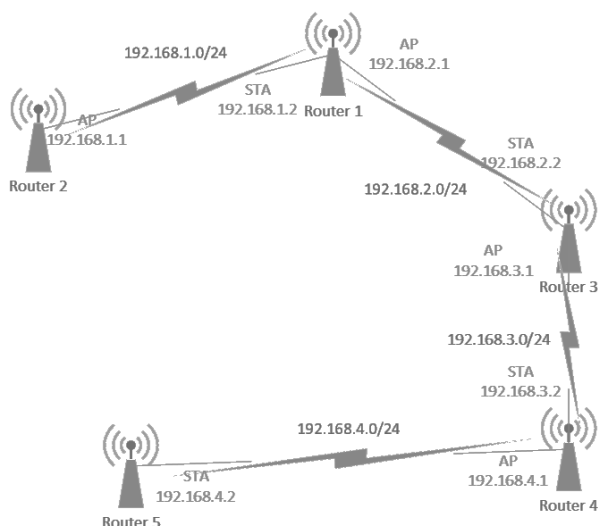 192.168.1.0/24
AP
192.168.2.1
STA
192.168.1.2
Router 1
AP
192.168.1.1
Router 2
STA
192.168.2.2
192.168.2.0/24
AP
192.168.3.1
Router 3
192.168.3.0/24
STA
192.168.3.2
192.168.4.0/24
AP
192.168.4.1
Router 4
STA
192.168.4.2
Router 5